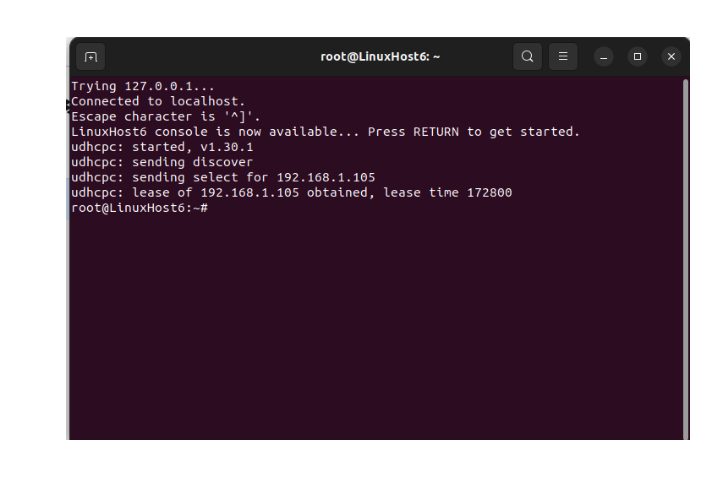 root@LinuxHost6: ~
Trying 127.0.0.1...
Connected to localhost.
Escape character is '^]'.
LinuxHost6 console is now available... Press RETURN to get started.
udhcpc: started, v1.30.1
udhcpc: sending discover
udhcpc: sending select for 192.168.1.105
udhcpc: lease of 192.168.1.105 obtained, lease time 172800
root@LinuxHost6:~#